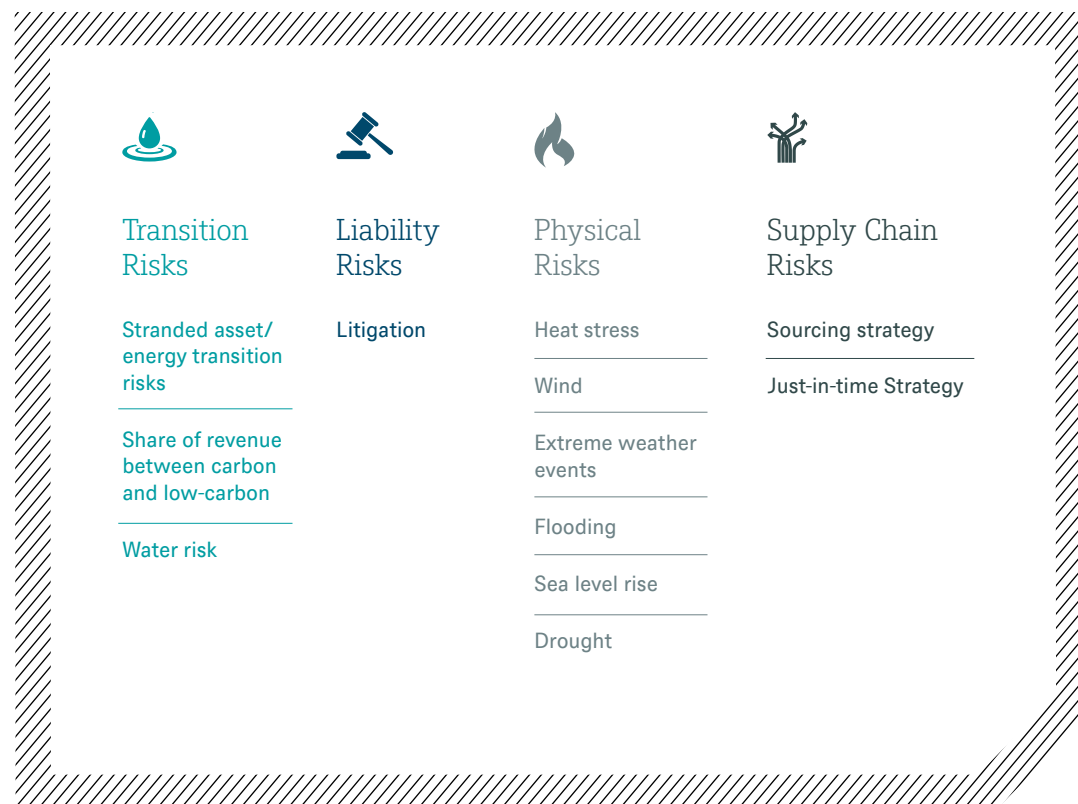 Transition
Risks
Stranded asset/
energy transition
risks
Share of revenue
between carbon
and low-carbon
Water risk
Liability
Risks
Litigation
Physical
Risks
Heat stress
Wind
Extreme weather
events
Flooding
Sea level rise
Drought
Supply Chain
Risks
Sourcing strategy
Just-in-time Strategy